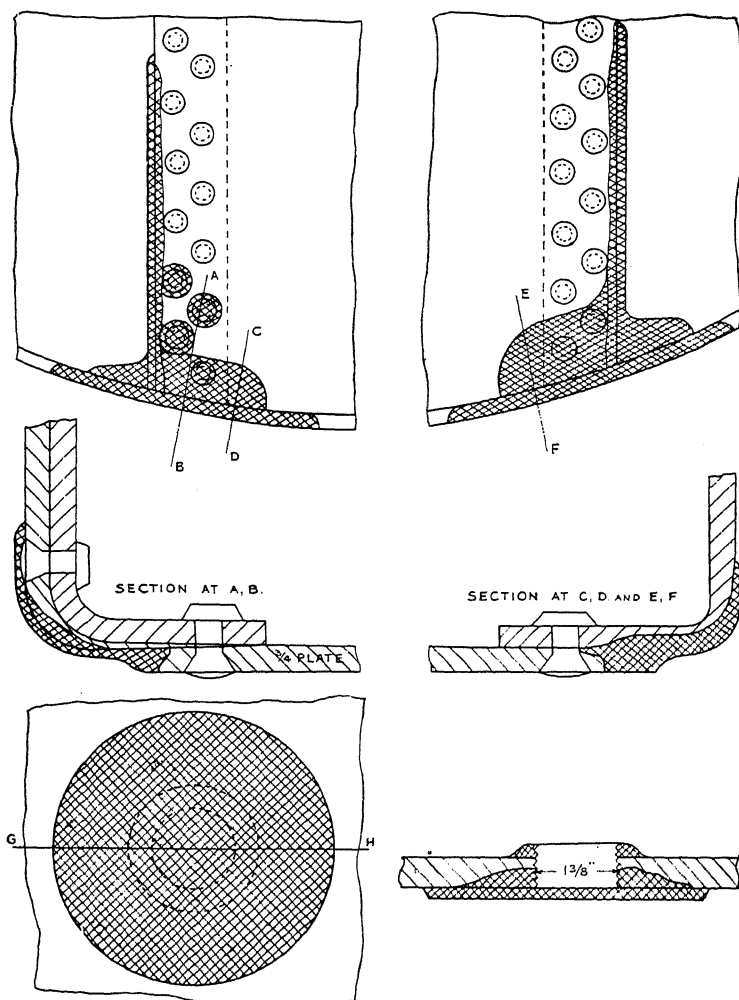 A
C
B
D
E
F
SECTION AT A, B.
3/4 PLATE
SECTION AT C, D. AND E, F
G
H
1 3/8"